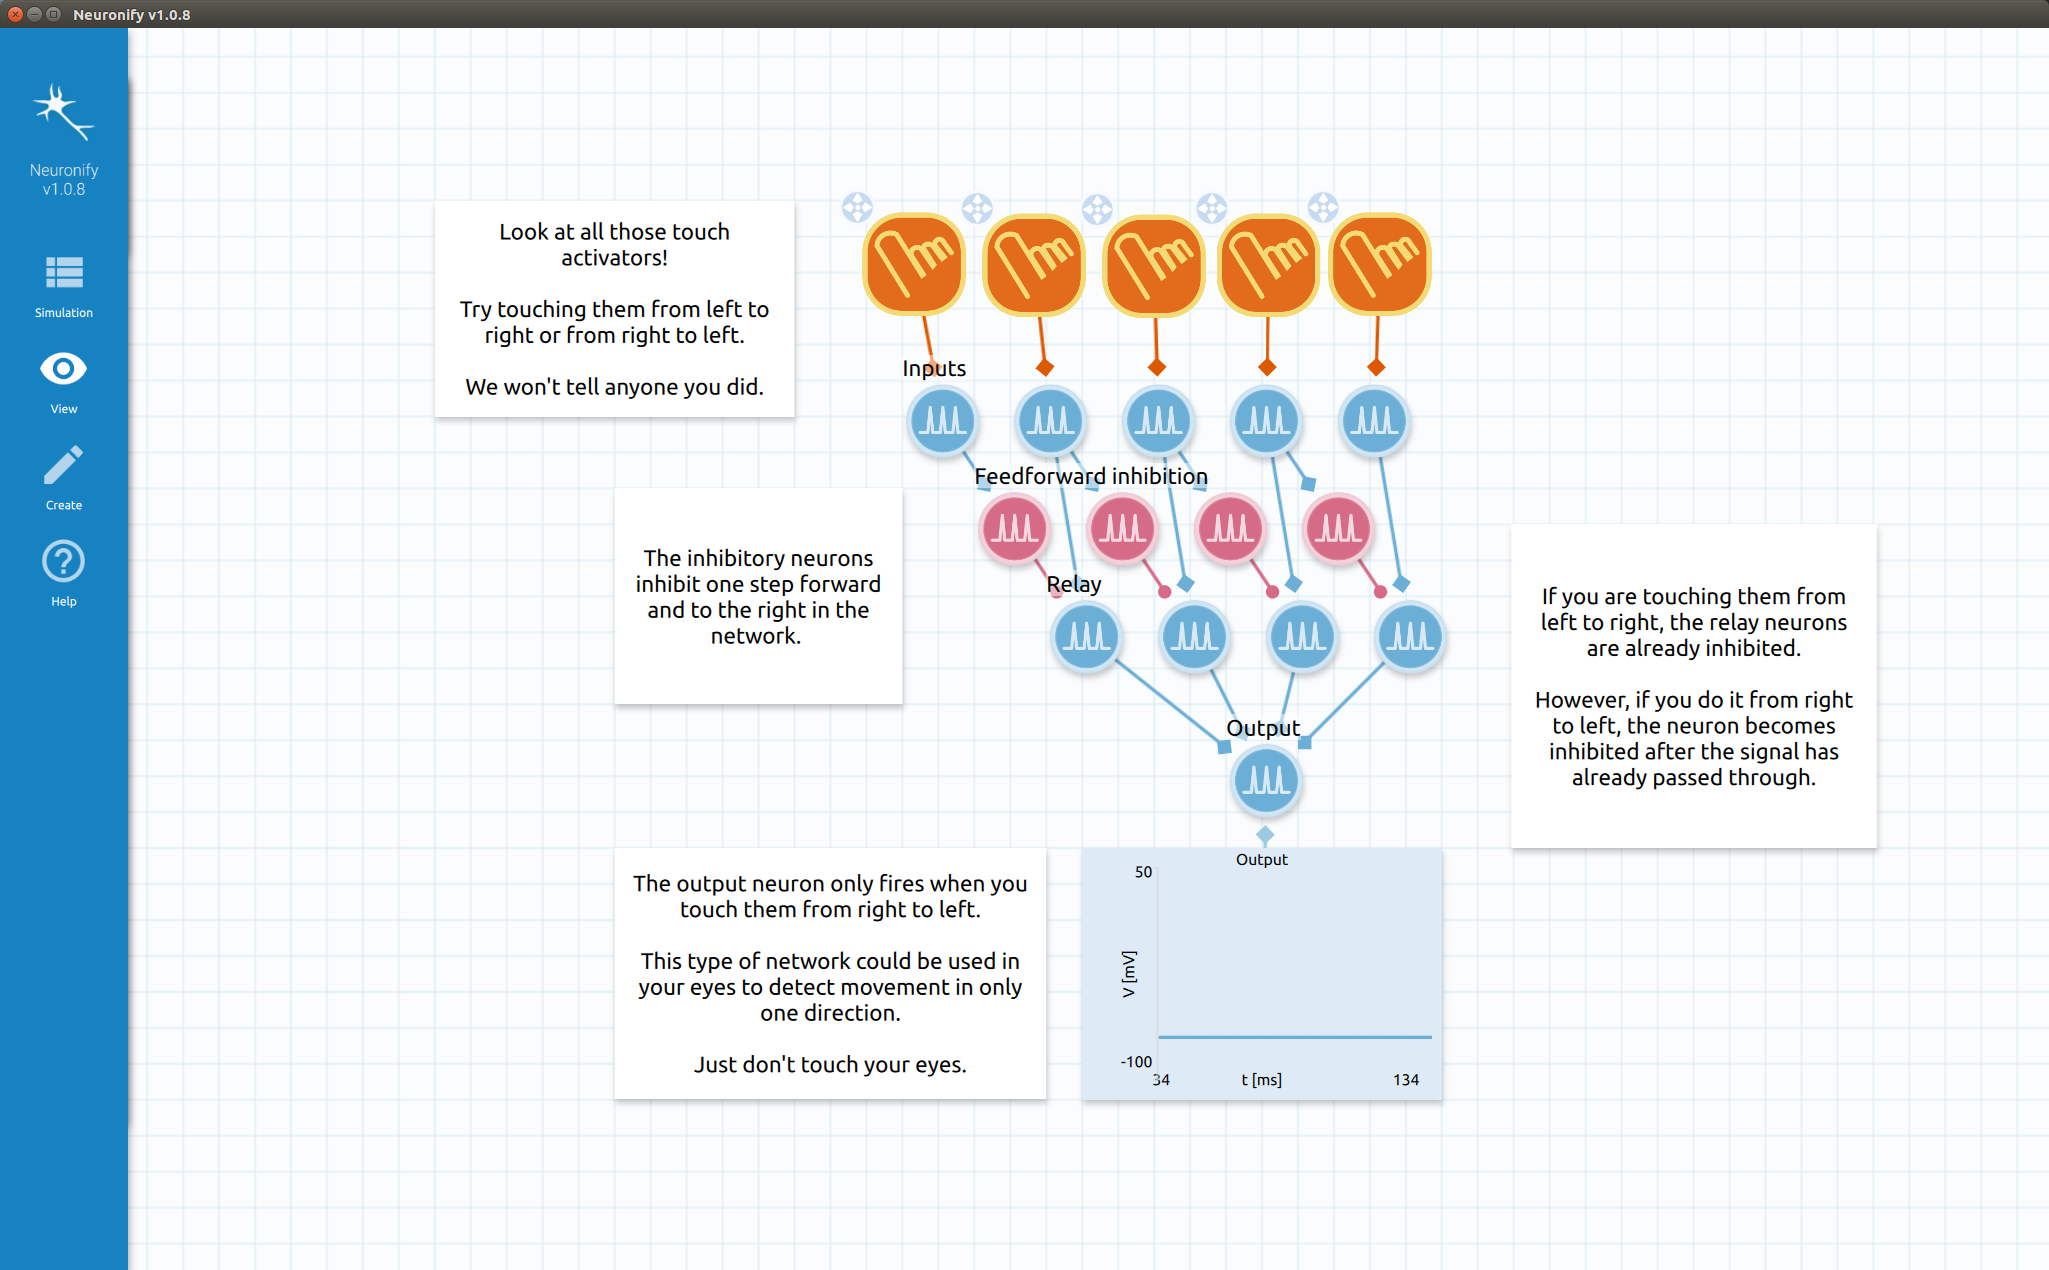 Neuronify v1.0.8
Neuronify
v1.0.8
Simulation
View
Create
Help
Look at all those touch
activators!
Try touching them from left to
right or from right to left.
We won't tell anyone you did.
Inputs
Feedforward inhibition
The inhibitory neurons
inhibit one step forward
and to the right in the
network.
Relay
If you are touching them from
left to right, the relay neurons
are already inhibited.
However, if you do it from right
to left, the neuron becomes
inhibited after the signal has
already passed through.
Output
The output neuron only fires when you
touch them from right to left.
This type of network could be used in
your eyes to detect movement in only
one direction.
Just don't touch your eyes.
Output
50
V [mV]
-100
34 t [ms] 134